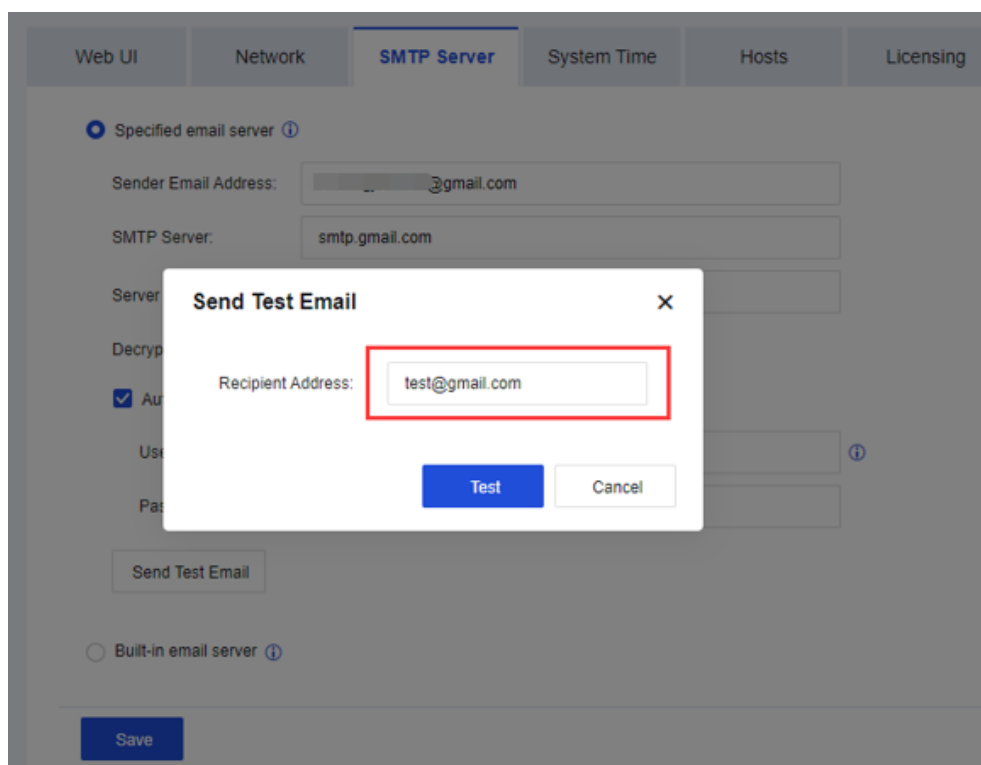 Web UI Network SMTP Server System Time Hosts Licensing
Specified email server
Sender Email Address: @gmail.com
SMTP Server: smtp.gmail.com
Server
Send Test Email
Recipient Address: test@gmail.com
Test Cancel
Send Test Email
Built-in email server
Save